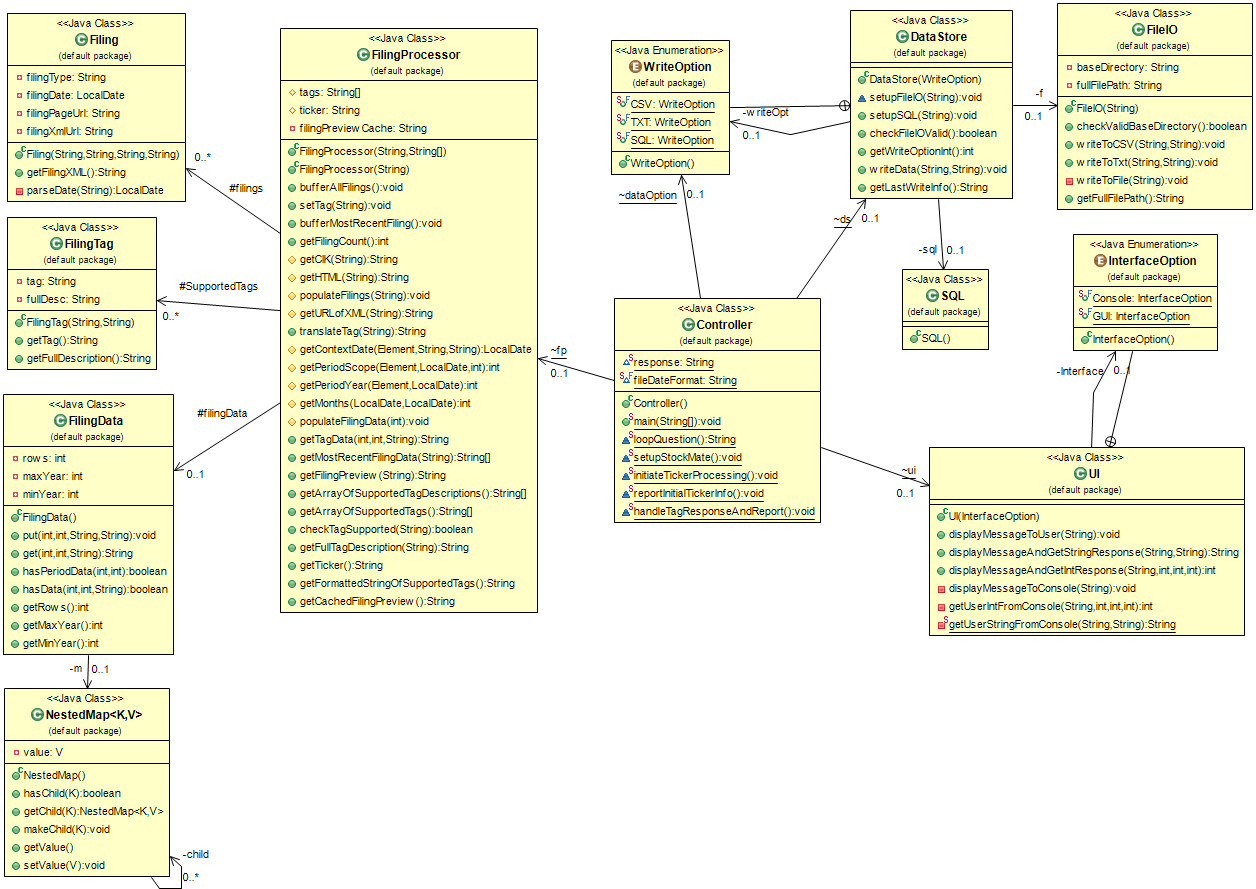 <<Java Class>>
Filing
(default package)
filingType: String
filingDate: LocalDate
filingPageUrl: String
filingXmlUrl: String
Filing(String,String,String,String)
getFilingXML():String
parseDate(String):LocalDate
0..*
#filings
<<Java Class>>
FilingTag
(default package)
tag: String
fullDesc: String
FilingTag(String,String)
getTag():String
getFullDescription():String
#SupportedTags
0..*
<<Java Class>>
FilingData
(default package)
rows: int
maxYear: int
minYear: int
FilingData()
put(int,int,String,String):void
get(int,int,String):String
hasPeriodData(int,int):boolean
hasData(int,int,String):boolean
getRows():int
getMaxYear():int
getMinYear():int
#filingData
0..1
-m
0..1
<<Java Class>>
NestedMap<K,V>
(default package)
value: V
NestedMap()
hasChild(K):boolean
getChild(K):NestedMap<K,V>
makeChild(K):void
getValue()
setValue(V):void
-child
0..*
<<Java Class>>
FilingProcessor
(default package)
tags: String[]
ticker: String
filingPreviewCache: String
FilingProcessor(String,String[])
FilingProcessor(String)
bufferAllFilings():void
setTag(String):void
bufferMostRecentFiling():void
getFilingCount():int
getCIK(String):String
getHTML(String):String
populateFilings(String):void
getURLofXML(String):String
translateTag(String):String
getContextDate(Element,String,String):LocalDate
getPeriodScope(Element,LocalDate,int):int
getPeriodYear(Element,LocalDate):int
getMonths(LocalDate,LocalDate):int
populateFilingData(int):void
getTagData(int,int,String):String
getMostRecentFilingData(String):String[]
getFilingPreview(String):String
getArrayOfSupportedTagDescriptions():String[]
getArrayOfSupportedTags():String[]
checkTagSupported(String):boolean
getFullTagDescription(String):String
getTicker():String
getFormattedStringOfSupportedTags():String
getCachedFilingPreview():String
~fp
0..1
<<Java Enumeration>>
WriteOption
(default package)
CSV: WriteOption
TXT: WriteOption
SQL: WriteOption
WriteOption()
-writeOpt
0..1
~dataOption
0..1
<<Java Class>>
DataStore
(default package)
DataStore(WriteOption)
setupFileIO(String):void
setupSQL(String):void
checkFileIOValid():boolean
getWriteOptionInt():int
writeData(String,String):void
getLastWriteInfo():String
~ds
0..1
-f
0..1
<<Java Class>>
FileIO
(default package)
baseDirectory: String
fullFilePath: String
FileIO(String)
checkValidBaseDirectory():boolean
writeToCSV(String,String):void
writeToTxt(String,String):void
writeToFile(String):void
getFullFilePath():String
-sql
0..1
<<Java Class>>
SQL
(default package)
SQL()
<<Java Enumeration>>
InterfaceOption
(default package)
Console: InterfaceOption
GUI: InterfaceOption
InterfaceOption()
-Interface
0..1
<<Java Class>>
Controller
(default package)
response: String
fileDateFormat: String
Controller()
main(String[]):void
loopQuestion():String
setupStockMate():void
initiateTickerProcessing():void
reportInitialTickerInfo():void
handleTagResponseAndReport():void
~ui
0..1
<<Java Class>>
UI
(default package)
UI(InterfaceOption)
displayMessageToUser(String):void
displayMessageAndGetStringResponse(String,String):String
displayMessageAndGetIntResponse(String,int,int,int):int
displayMessageToConsole(String):void
getUserIntFromConsole(String,int,int,int):int
getUserStringFromConsole(String,String):String